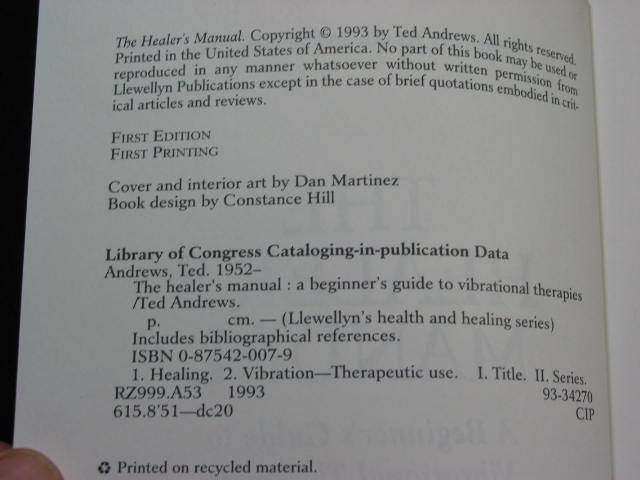 The Healer's Manual. Copyright © 1993 by Ted Andrews. All rights reserved.
Printed in the United States of America. No part of this book may be used or
reproduced in any manner whatsoever without written permission from
Llewellyn Publications except in the case of brief quotations embodied in crit-
ical articles and reviews.
FIRST EDITION
FIRST PRINTING
Cover and interior art by Dan Martinez
Book design by Constance Hill
Library of Congress Cataloging-in-publication Data
Andrews, Ted. 1952–
The healer's manual : a beginner's guide to vibrational therapies
/Ted Andrews.
p. cm. — (Llewellyn's health and healing series)
Includes bibliographical references.
ISBN 0-87542-007-9
1. Healing. 2. Vibration—Therapeutic use. I. Title. II. Series.
RZ999.A53 1993 93-34270
615.8'51—dc20 CIP
♻ Printed on recycled material.